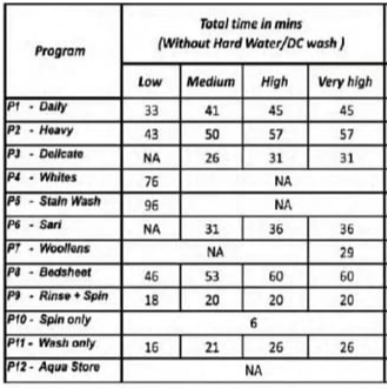 Program
Total time in mins
(Without Hard Water/DC wash )
Low Medium High Very high
P1 - Daily 33 41 45 45
P2 - Heavy 43 50 57 57
P3 - Delicate NA 26 31 31
P4 - Whites 76 NA
P5 - Stain Wash 96 NA
P6 - Sari NA 31 36 36
P7 - Woollens NA 29
P8 - Bedsheet 46 53 60 60
P9 - Rinse + Spin 18 20 20 20
P10 - Spin only 6
P11 - Wash only 16 21 26 26
P12 - Aqua Store NA